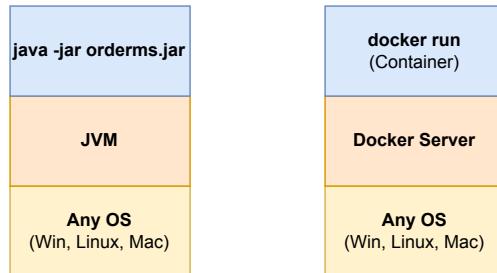 java -jar orderms.jar
JVM
Any OS
(Win, Linux, Mac)
docker run
(Container)
Docker Server
Any OS
(Win, Linux, Mac)